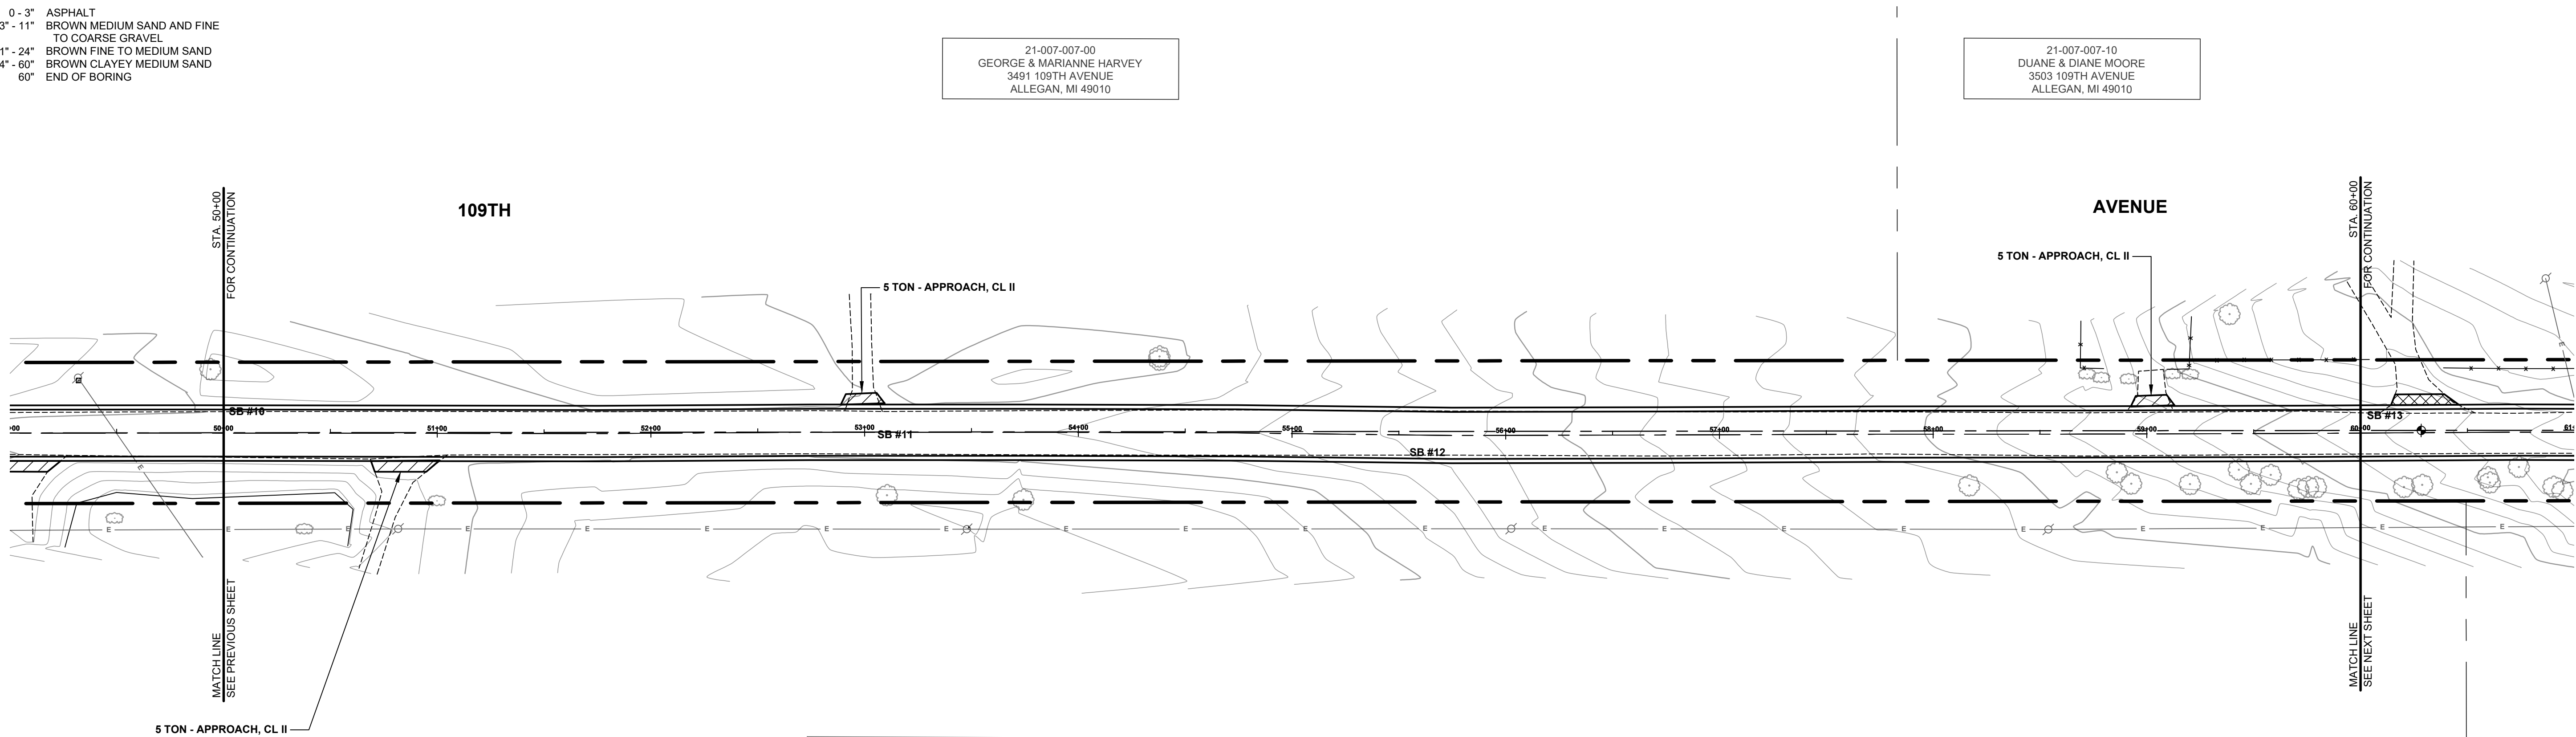 0 - 3" ASPHALT
3" - 11" BROWN MEDIUM SAND AND FINE
TO COARSE GRAVEL
1" - 24" BROWN FINE TO MEDIUM SAND
4" - 60" BROWN CLAYEY MEDIUM SAND
60" END OF BORING
21-007-007-00
GEORGE & MARIANNE HARVEY
3491 109TH AVENUE
ALLEGAN, MI 49010
21-007-007-10
DUANE & DIANE MOORE
3503 109TH AVENUE
ALLEGAN, MI 49010
109TH
AVENUE
STA. 50+00
FOR CONTINUATION
STA. 60+00
FOR CONTINUATION
5 TON - APPROACH, CL II
5 TON - APPROACH, CL II
SB #10
SB #11
SB #12
SB #13
+00
50+00
51+00
52+00
53+00
54+00
55+00
56+00
57+00
58+00
59+00
60+00
61+
E
E
E E E E E E E E E E E E E E E E E E E E E
MATCH LINE
SEE PREVIOUS SHEET
MATCH LINE
SEE NEXT SHEET
5 TON - APPROACH, CL II